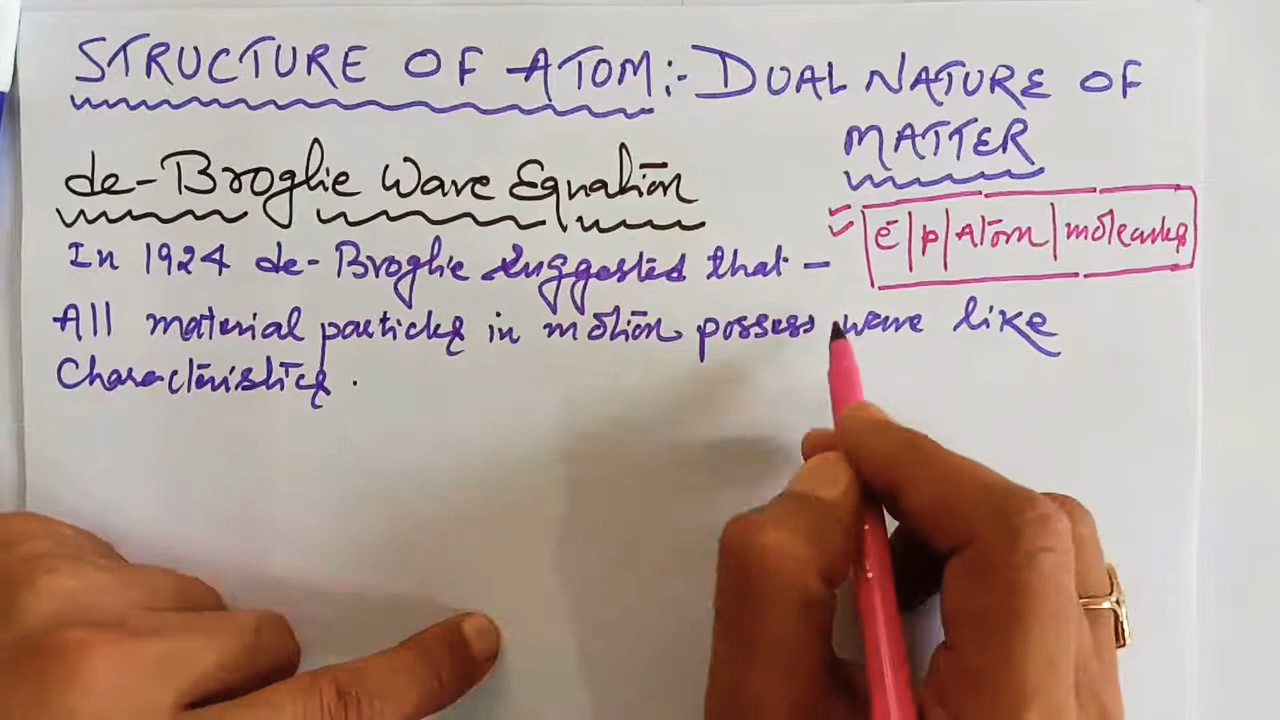 STRUCTURE OF ATOM:- DUAL NATURE OF
MATTER
de-Broglie Wave Equation
e⁻ | p | Atom | molecules
In 1924 de-Broglie suggested that –
All material particles in motion possess wave like
Characteristics.